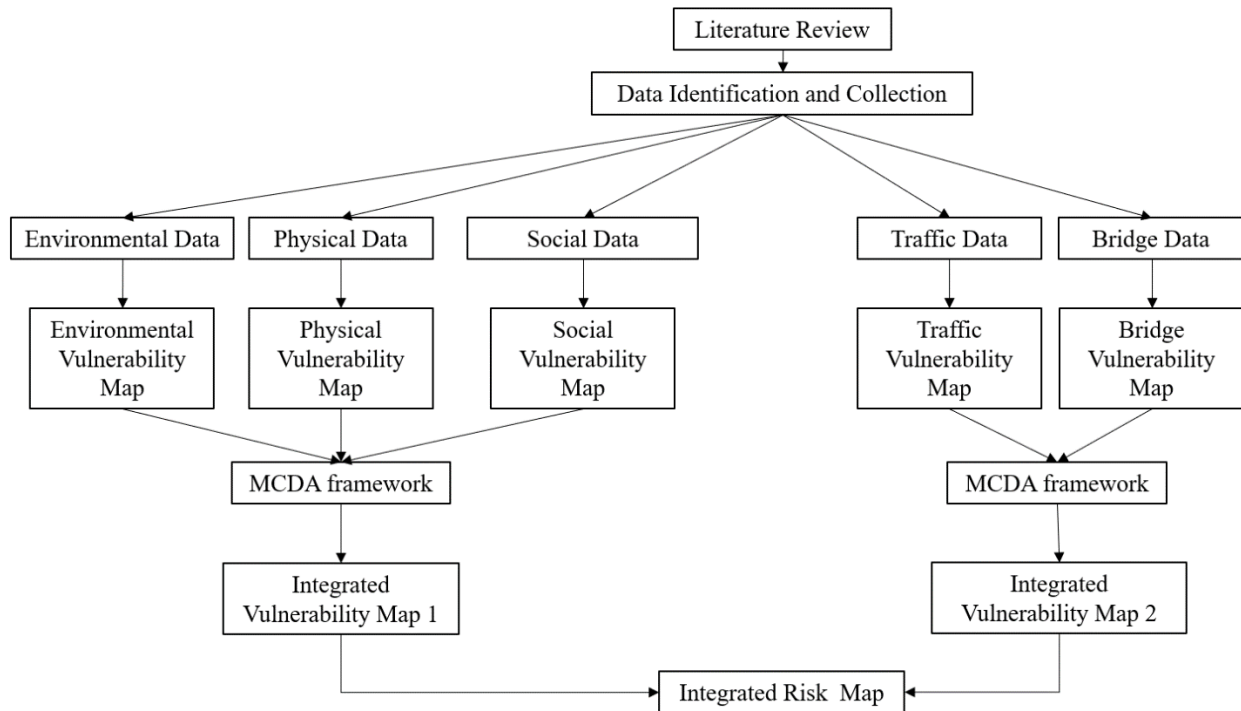 Literature Review
Data Identification and Collection
Environmental Data
Physical Data
Social Data
Traffic Data
Bridge Data
Environmental
Vulnerability
Map
Physical
Vulnerability
Map
Social
Vulnerability
Map
Traffic
Vulnerability
Map
Bridge
Vulnerability
Map
MCDA framework
MCDA framework
Integrated
Vulnerability Map 1
Integrated
Vulnerability Map 2
Integrated Risk Map